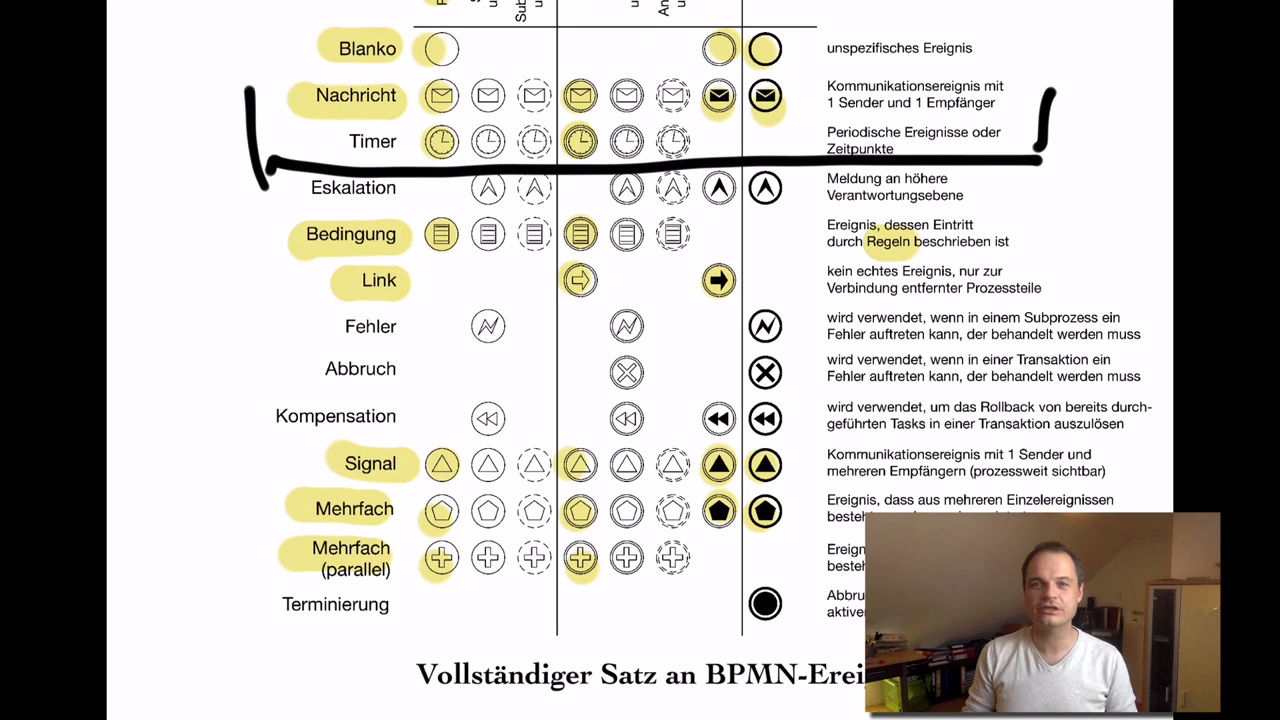 Blanko
unspezifisches Ereignis
Nachricht
Kommunikationsereignis mit
1 Sender und 1 Empfänger
Timer
Periodische Ereignisse oder
Zeitpunkte
Eskalation
Meldung an höhere
Verantwortungsebene
Bedingung
Ereignis, dessen Eintritt
durch Regeln beschrieben ist
Link
kein echtes Ereignis, nur zur
Verbindung entfernter Prozessteile
Fehler
wird verwendet, wenn in einem Subprozess ein
Fehler auftreten kann, der behandelt werden muss
Abbruch
wird verwendet, wenn in einer Transaktion ein
Fehler auftreten kann, der behandelt werden muss
Kompensation
wird verwendet, um das Rollback von bereits durch-
geführten Tasks in einer Transaktion auszulösen
Signal
Kommunikationsereignis mit 1 Sender und
mehreren Empfängern (prozessweit sichtbar)
Mehrfach
Ereignis, dass aus mehreren Einzelereignissen
Mehrfach
(parallel)
Terminierung
Vollständiger Satz an